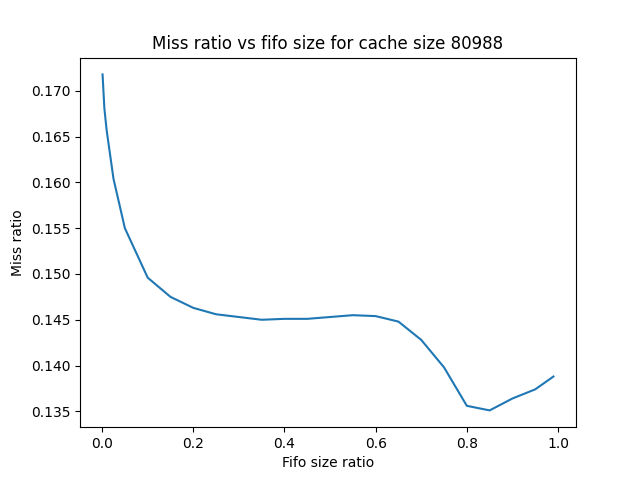 Miss ratio vs fifo size for cache size 80988
0.170
0.165
0.160
0.155
0.150
0.145
0.140
0.135
Miss ratio
0.0 0.2 0.4 0.6 0.8 1.0
Fifo size ratio